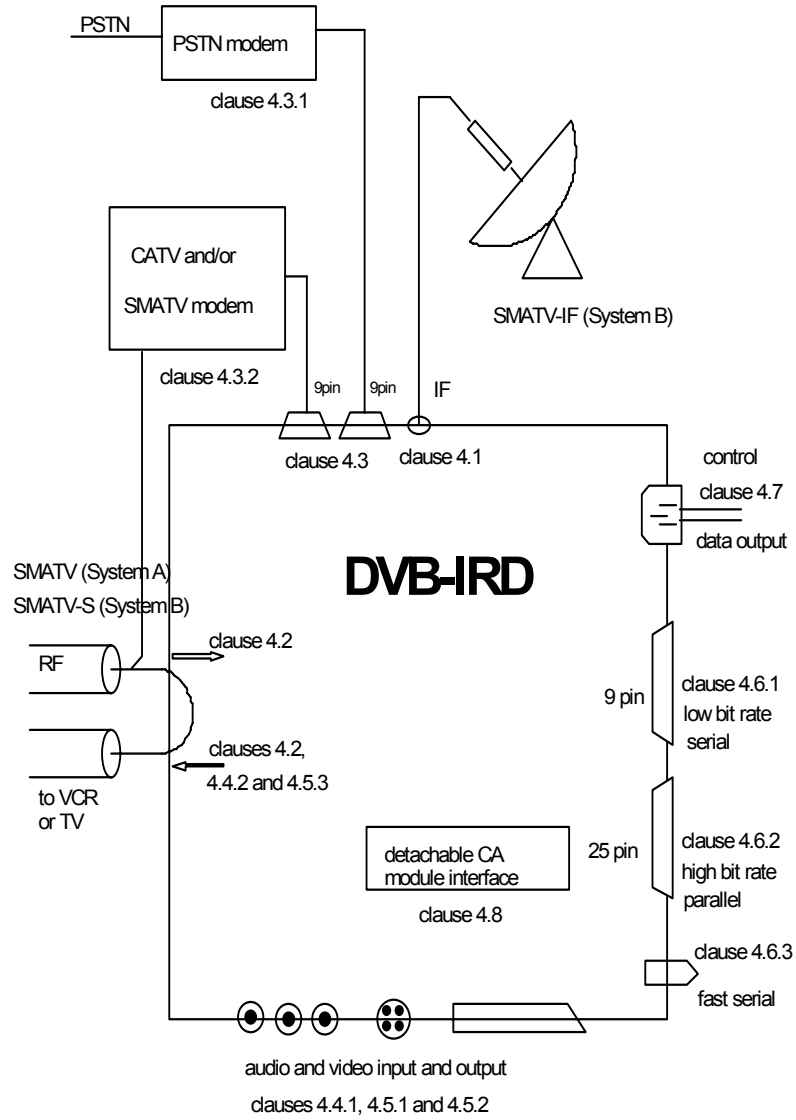 PSTN
PSTN modem
clause 4.3.1
CATV and/or
SMATV modem
clause 4.3.2
SMATV-IF (System B)
9pin
9pin
IF
clause 4.3
clause 4.1
control
clause 4.7
data output
DVB-IRD
SMATV (System A)
SMATV-S (System B)
RF
clause 4.2
clauses 4.2,
4.4.2 and 4.5.3
to VCR
or TV
9 pin
clause 4.6.1
low bit rate
serial
25 pin
clause 4.6.2
high bit rate
parallel
detachable CA
module interface
clause 4.8
clause 4.6.3
fast serial
audio and video input and output
clauses 4.4.1, 4.5.1 and 4.5.2